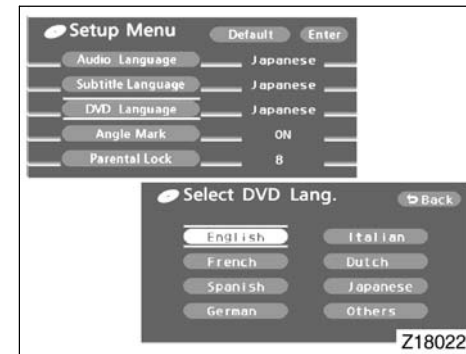 Setup Menu Default Enter
Audio Language Japanese
Subtitle Language Japanese
DVD Language Japanese
Angle Mark ON
Parental Lock 8
Select DVD Lang. Back
English Italian
French Dutch
Spanish Japanese
German Others
Z18022